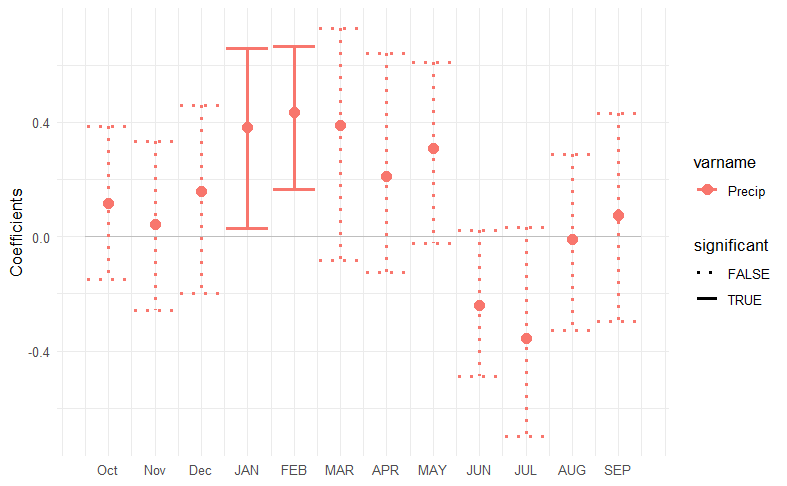 Coefficients
0.4
0.0
-0.4
Oct Nov Dec JAN FEB MAR APR MAY JUN JUL AUG SEP
varname
Precip
significant
FALSE
TRUE